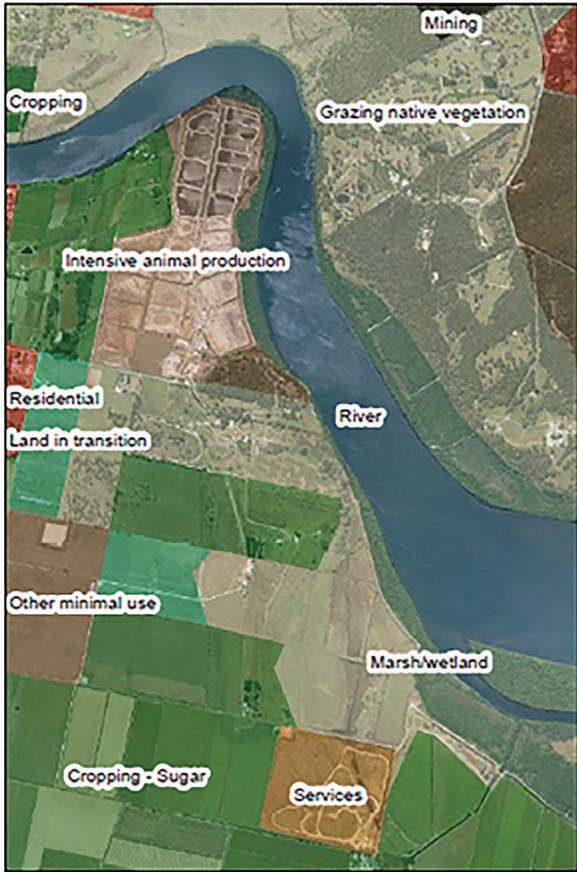 Mining
Cropping
Grazing native vegetation
Intensive animal production
Residential
River
Land in transition
Other minimal use
Marsh/wetland
Cropping - Sugar
Services